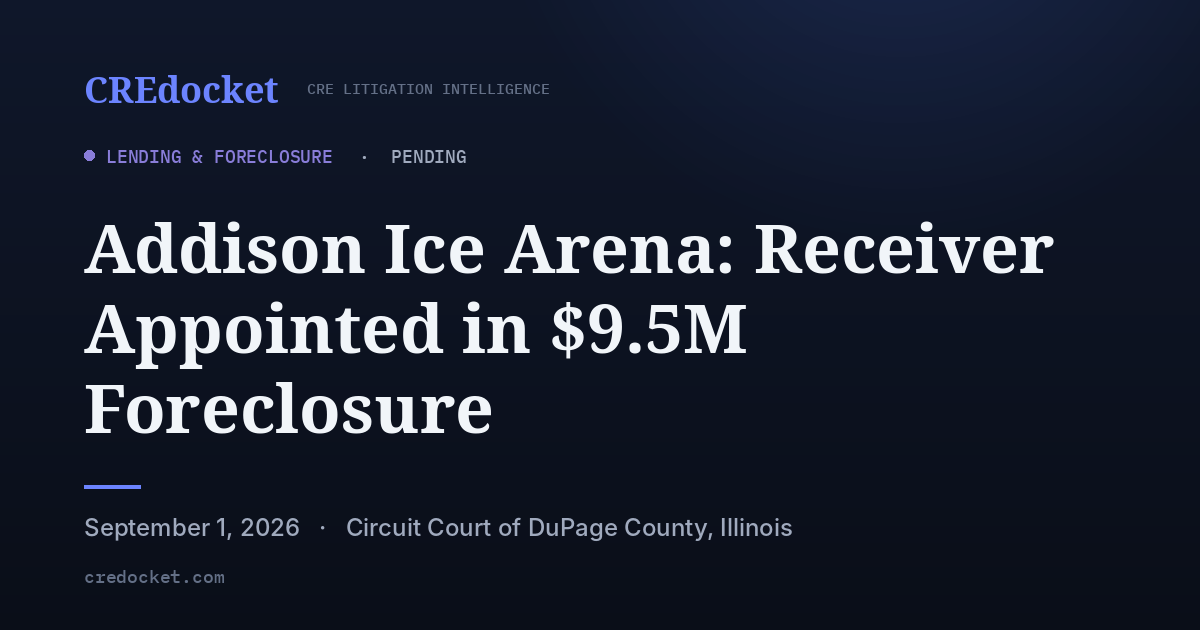 CREdocket CRE LITIGATION INTELLIGENCE
LENDING & FORECLOSURE · PENDING
Addison Ice Arena: Receiver
Appointed in $9.5M
Foreclosure
September 1, 2026 · Circuit Court of DuPage County, Illinois
credocket.com